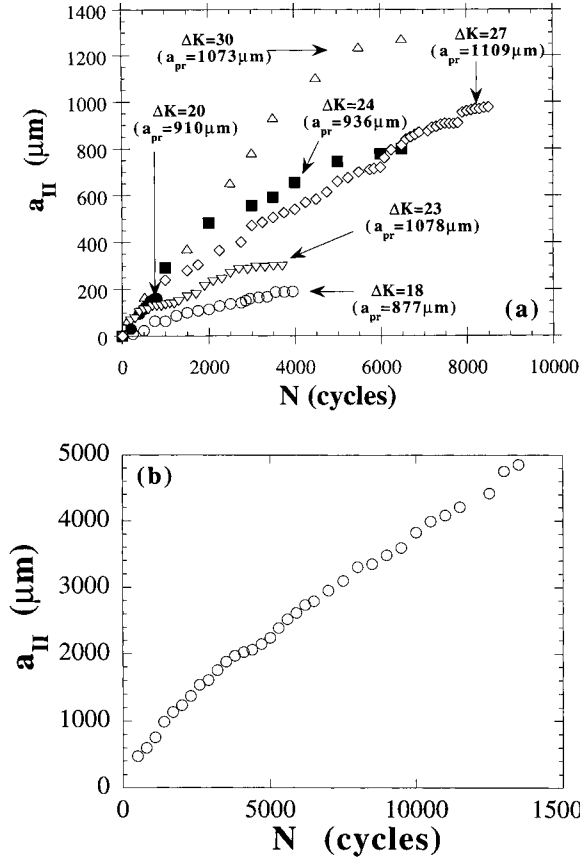 1400
1200
1000
800
600
400
200
0
a_II (μm)
ΔK=30
(a_pr=1073μm)
ΔK=27
(a_pr=1109μm)
ΔK=20
(a_pr=910μm)
ΔK=24
(a_pr=936μm)
ΔK=23
(a_pr=1078μm)
ΔK=18
(a_pr=877μm)
(a)
0 2000 4000 6000 8000 10000
N (cycles)
(b)
5000
4000
3000
2000
1000
0
a_II (μm)
0 5000 10000 1500
N (cycles)